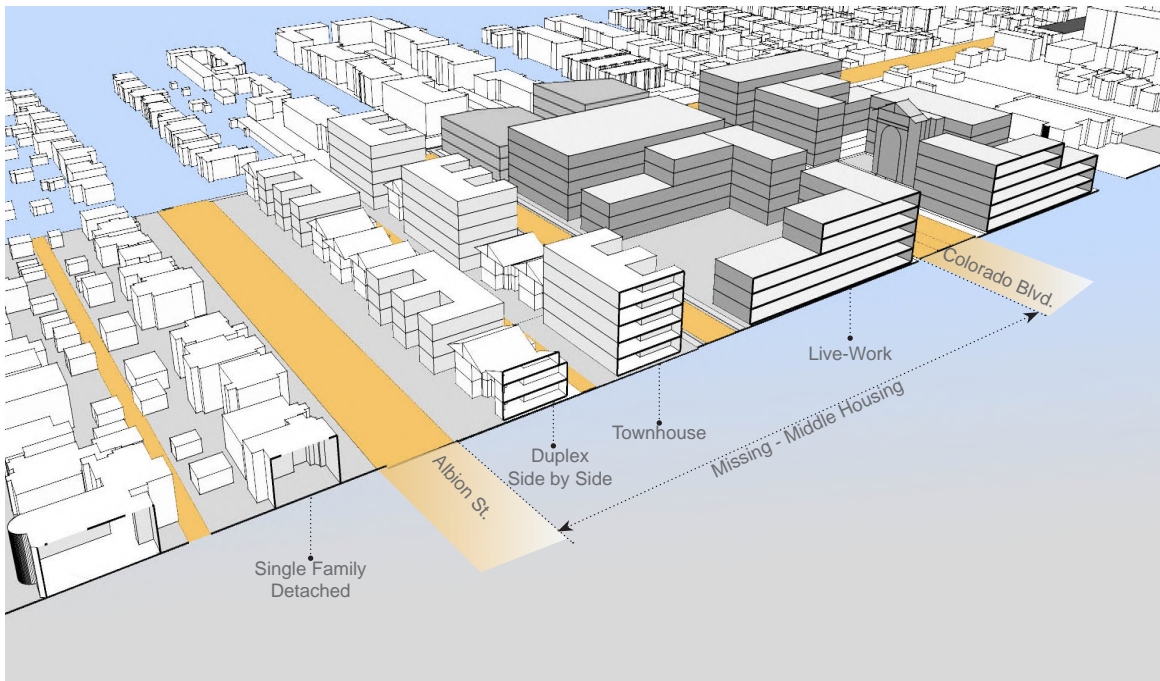 Colorado Blvd.
Live-Work
Missing - Middle Housing
Townhouse
Duplex
Side by Side
Albion St.
Single Family
Detached